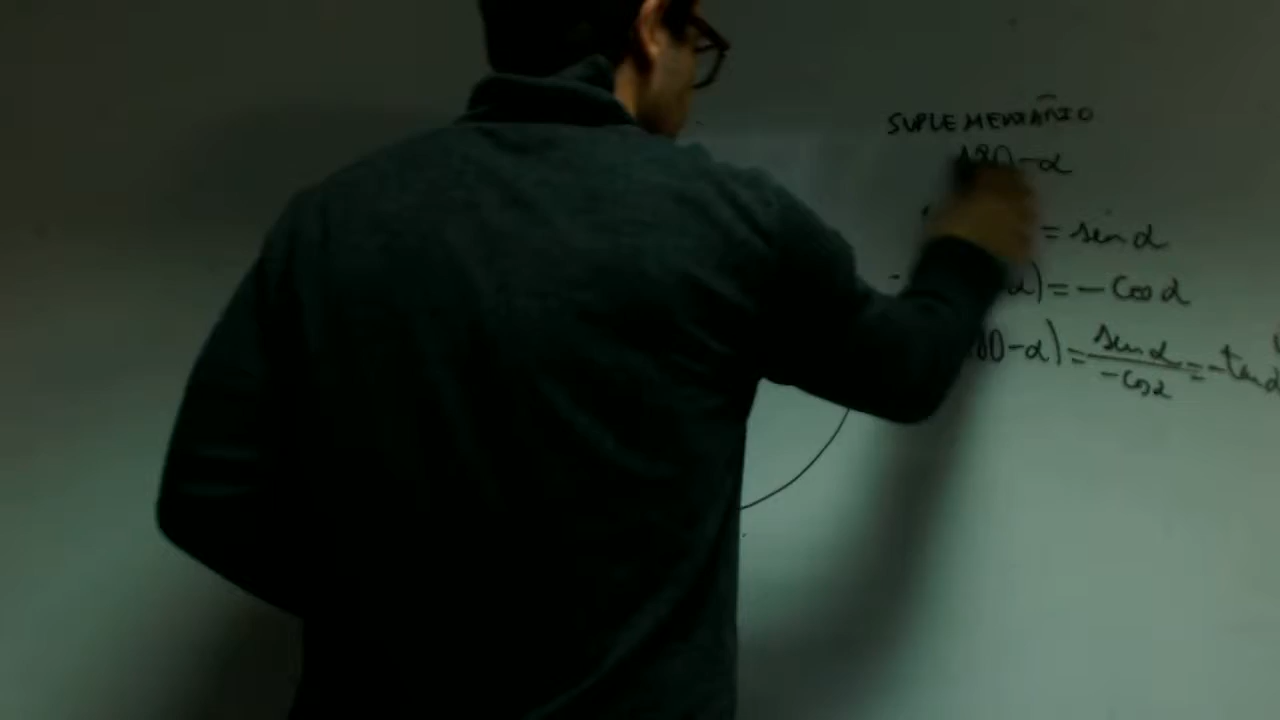 SUPLEMENTARIO
180-α
= sen α
α) = - cos α
80-α) = sen α / -cos α = -tan α